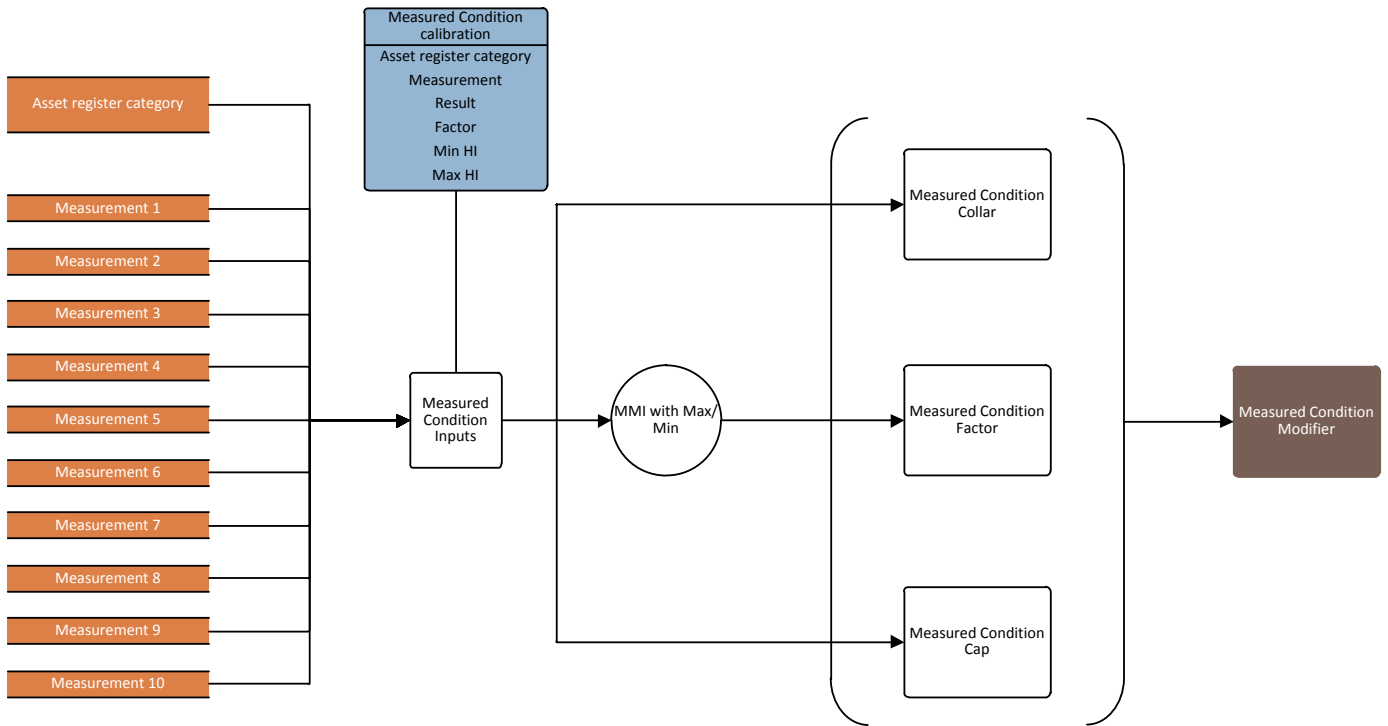 Measured Condition
calibration
Asset register category
Measurement
Result
Factor
Min HI
Max HI
Asset register category
Measurement 1
Measurement 2
Measurement 3
Measurement 4
Measurement 5
Measurement 6
Measurement 7
Measurement 8
Measurement 9
Measurement 10
Measured
Condition
Inputs
MMI with Max/
Min
Measured Condition
Collar
Measured Condition
Factor
Measured Condition
Cap
Measured Condition
Modifier